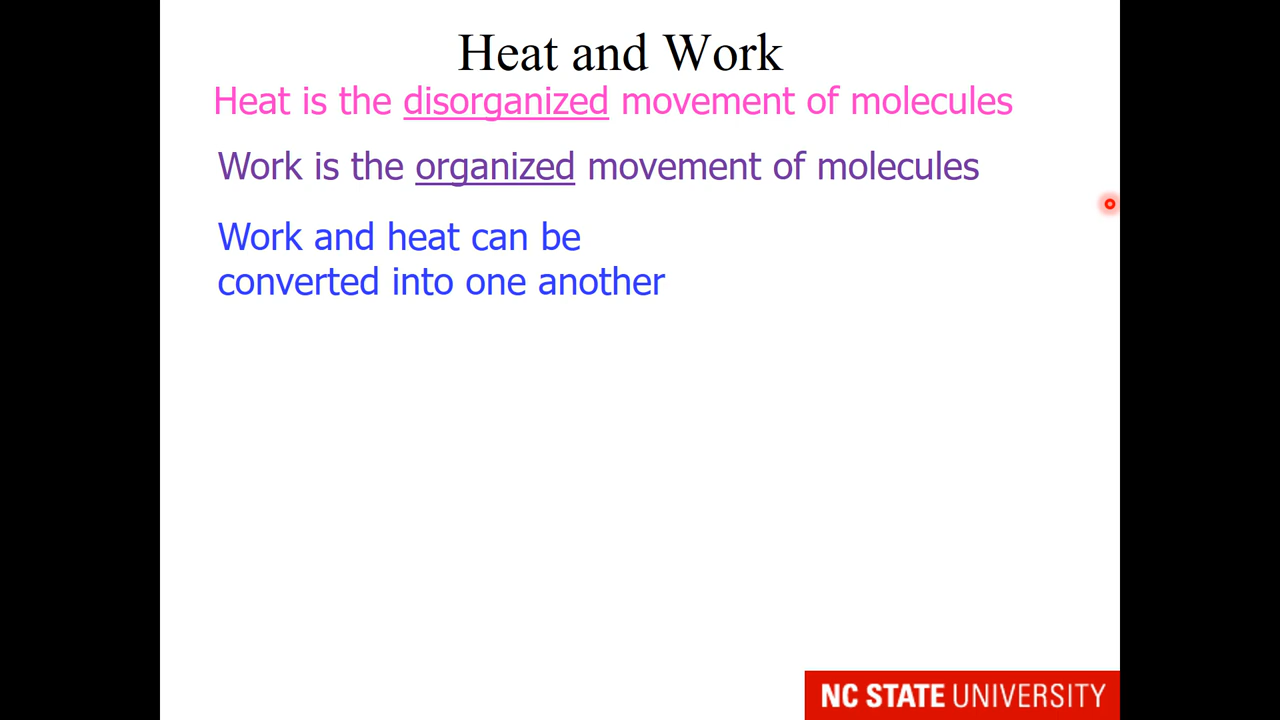 Heat and Work
Heat is the disorganized movement of molecules
Work is the organized movement of molecules
Work and heat can be
converted into one another
NC STATE UNIVERSITY